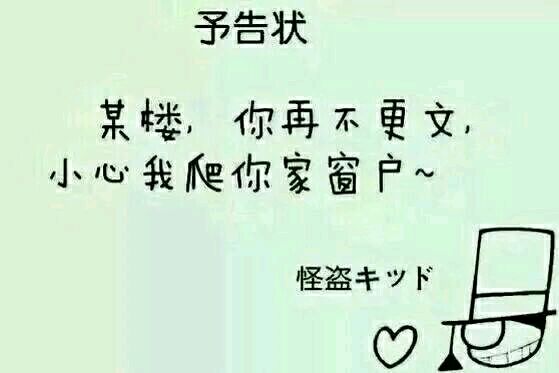 予告状
某楼，你再不更文，
小心我爬你家窗户~
怪盗キッド